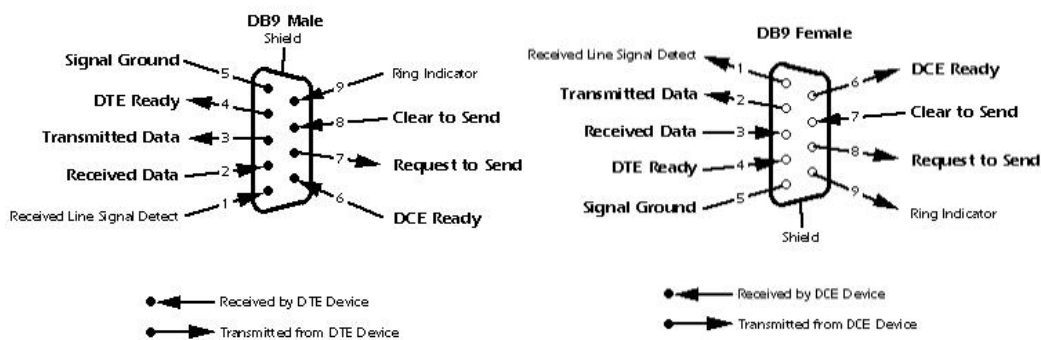 DB9 Male
Shield
Signal Ground
5
9
Ring Indicator
DTE Ready
4
8
Clear to Send
Transmitted Data
3
7
Request to Send
Received Data
2
6
DCE Ready
Received Line Signal Detect
1
Received by DTE Device
Transmitted from DTE Device
DB9 Female
Received Line Signal Detect
1
6
DCE Ready
Transmitted Data
2
7
Clear to Send
Received Data
3
8
Request to Send
DTE Ready
4
9
Ring Indicator
Signal Ground
5
Shield
Received by DCE Device
Transmitted from DCE Device